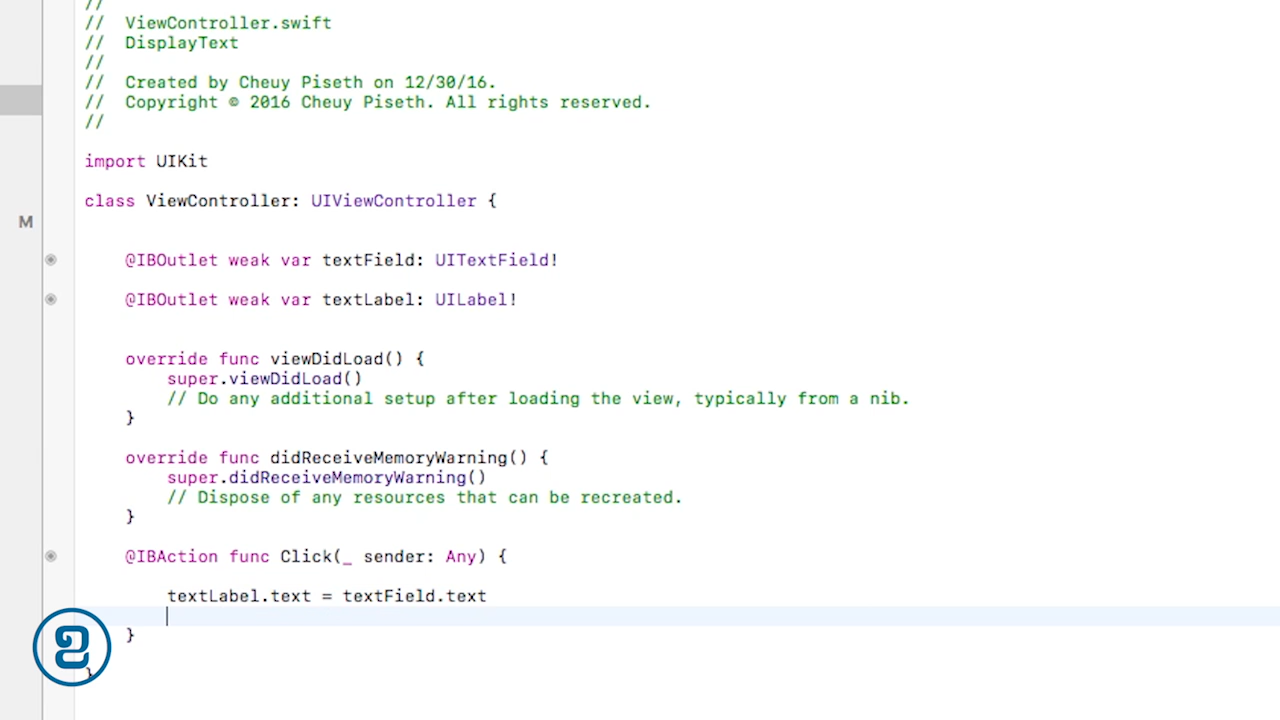 //
// ViewController.swift
// DisplayText
//
// Created by Cheuy Piseth on 12/30/16.
// Copyright © 2016 Cheuy Piseth. All rights reserved.
//
import UIKit
class ViewController: UIViewController {
M
@IBOutlet weak var textField: UITextField!
@IBOutlet weak var textLabel: UILabel!
override func viewDidLoad() {
super.viewDidLoad()
// Do any additional setup after loading the view, typically from a nib.
}
override func didReceiveMemoryWarning() {
super.didReceiveMemoryWarning()
// Dispose of any resources that can be recreated.
}
@IBAction func Click(_ sender: Any) {
textLabel.text = textField.text
}
}